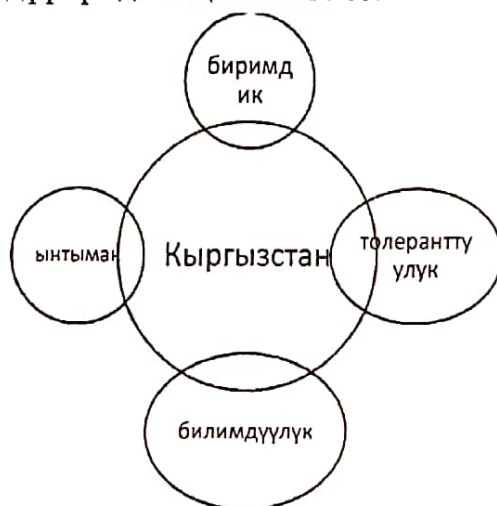 биримд
ик
ынтымак
Кыргызстан
толерантту
улук
билимдүүлүк